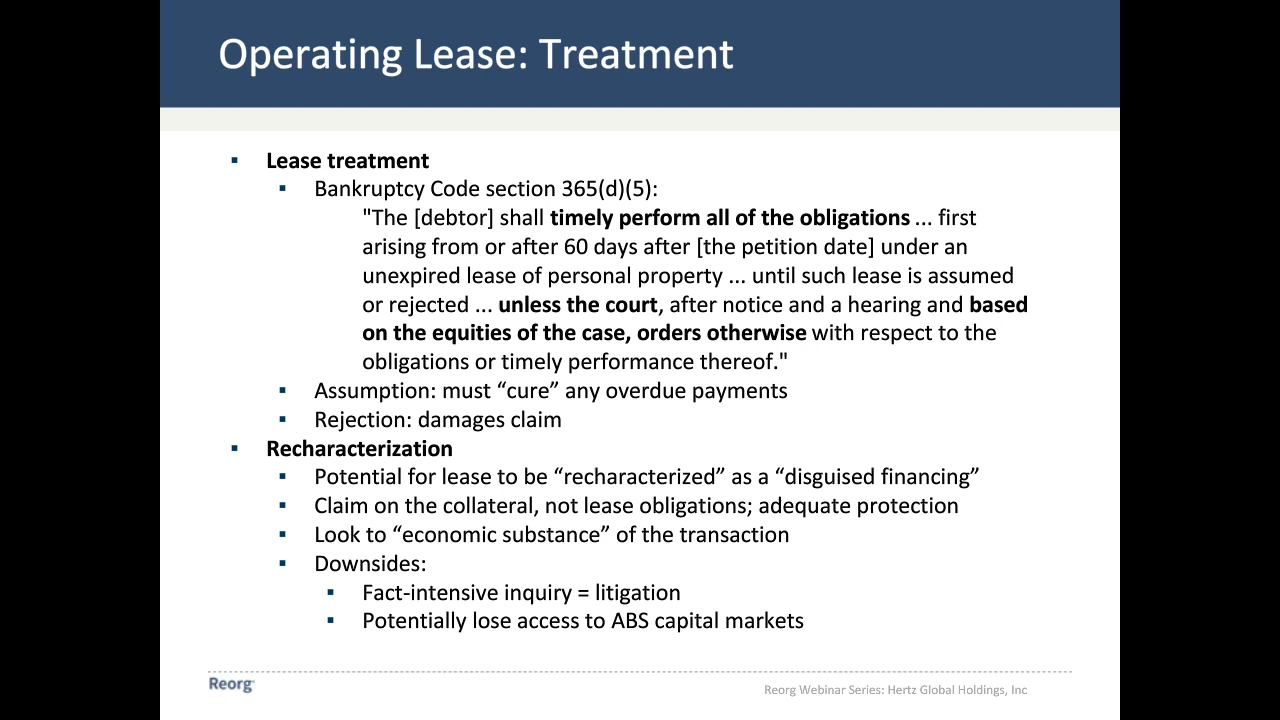 Operating Lease: Treatment
▪ Lease treatment
▪ Bankruptcy Code section 365(d)(5):
"The [debtor] shall timely perform all of the obligations ... first
arising from or after 60 days after [the petition date] under an
unexpired lease of personal property ... until such lease is assumed
or rejected ... unless the court, after notice and a hearing and based
on the equities of the case, orders otherwise with respect to the
obligations or timely performance thereof."
▪ Assumption: must “cure” any overdue payments
▪ Rejection: damages claim
▪ Recharacterization
▪ Potential for lease to be “recharacterized” as a “disguised financing”
▪ Claim on the collateral, not lease obligations; adequate protection
▪ Look to “economic substance” of the transaction
▪ Downsides:
▪ Fact-intensive inquiry = litigation
▪ Potentially lose access to ABS capital markets
Reorg
Reorg Webinar Series: Hertz Global Holdings, Inc